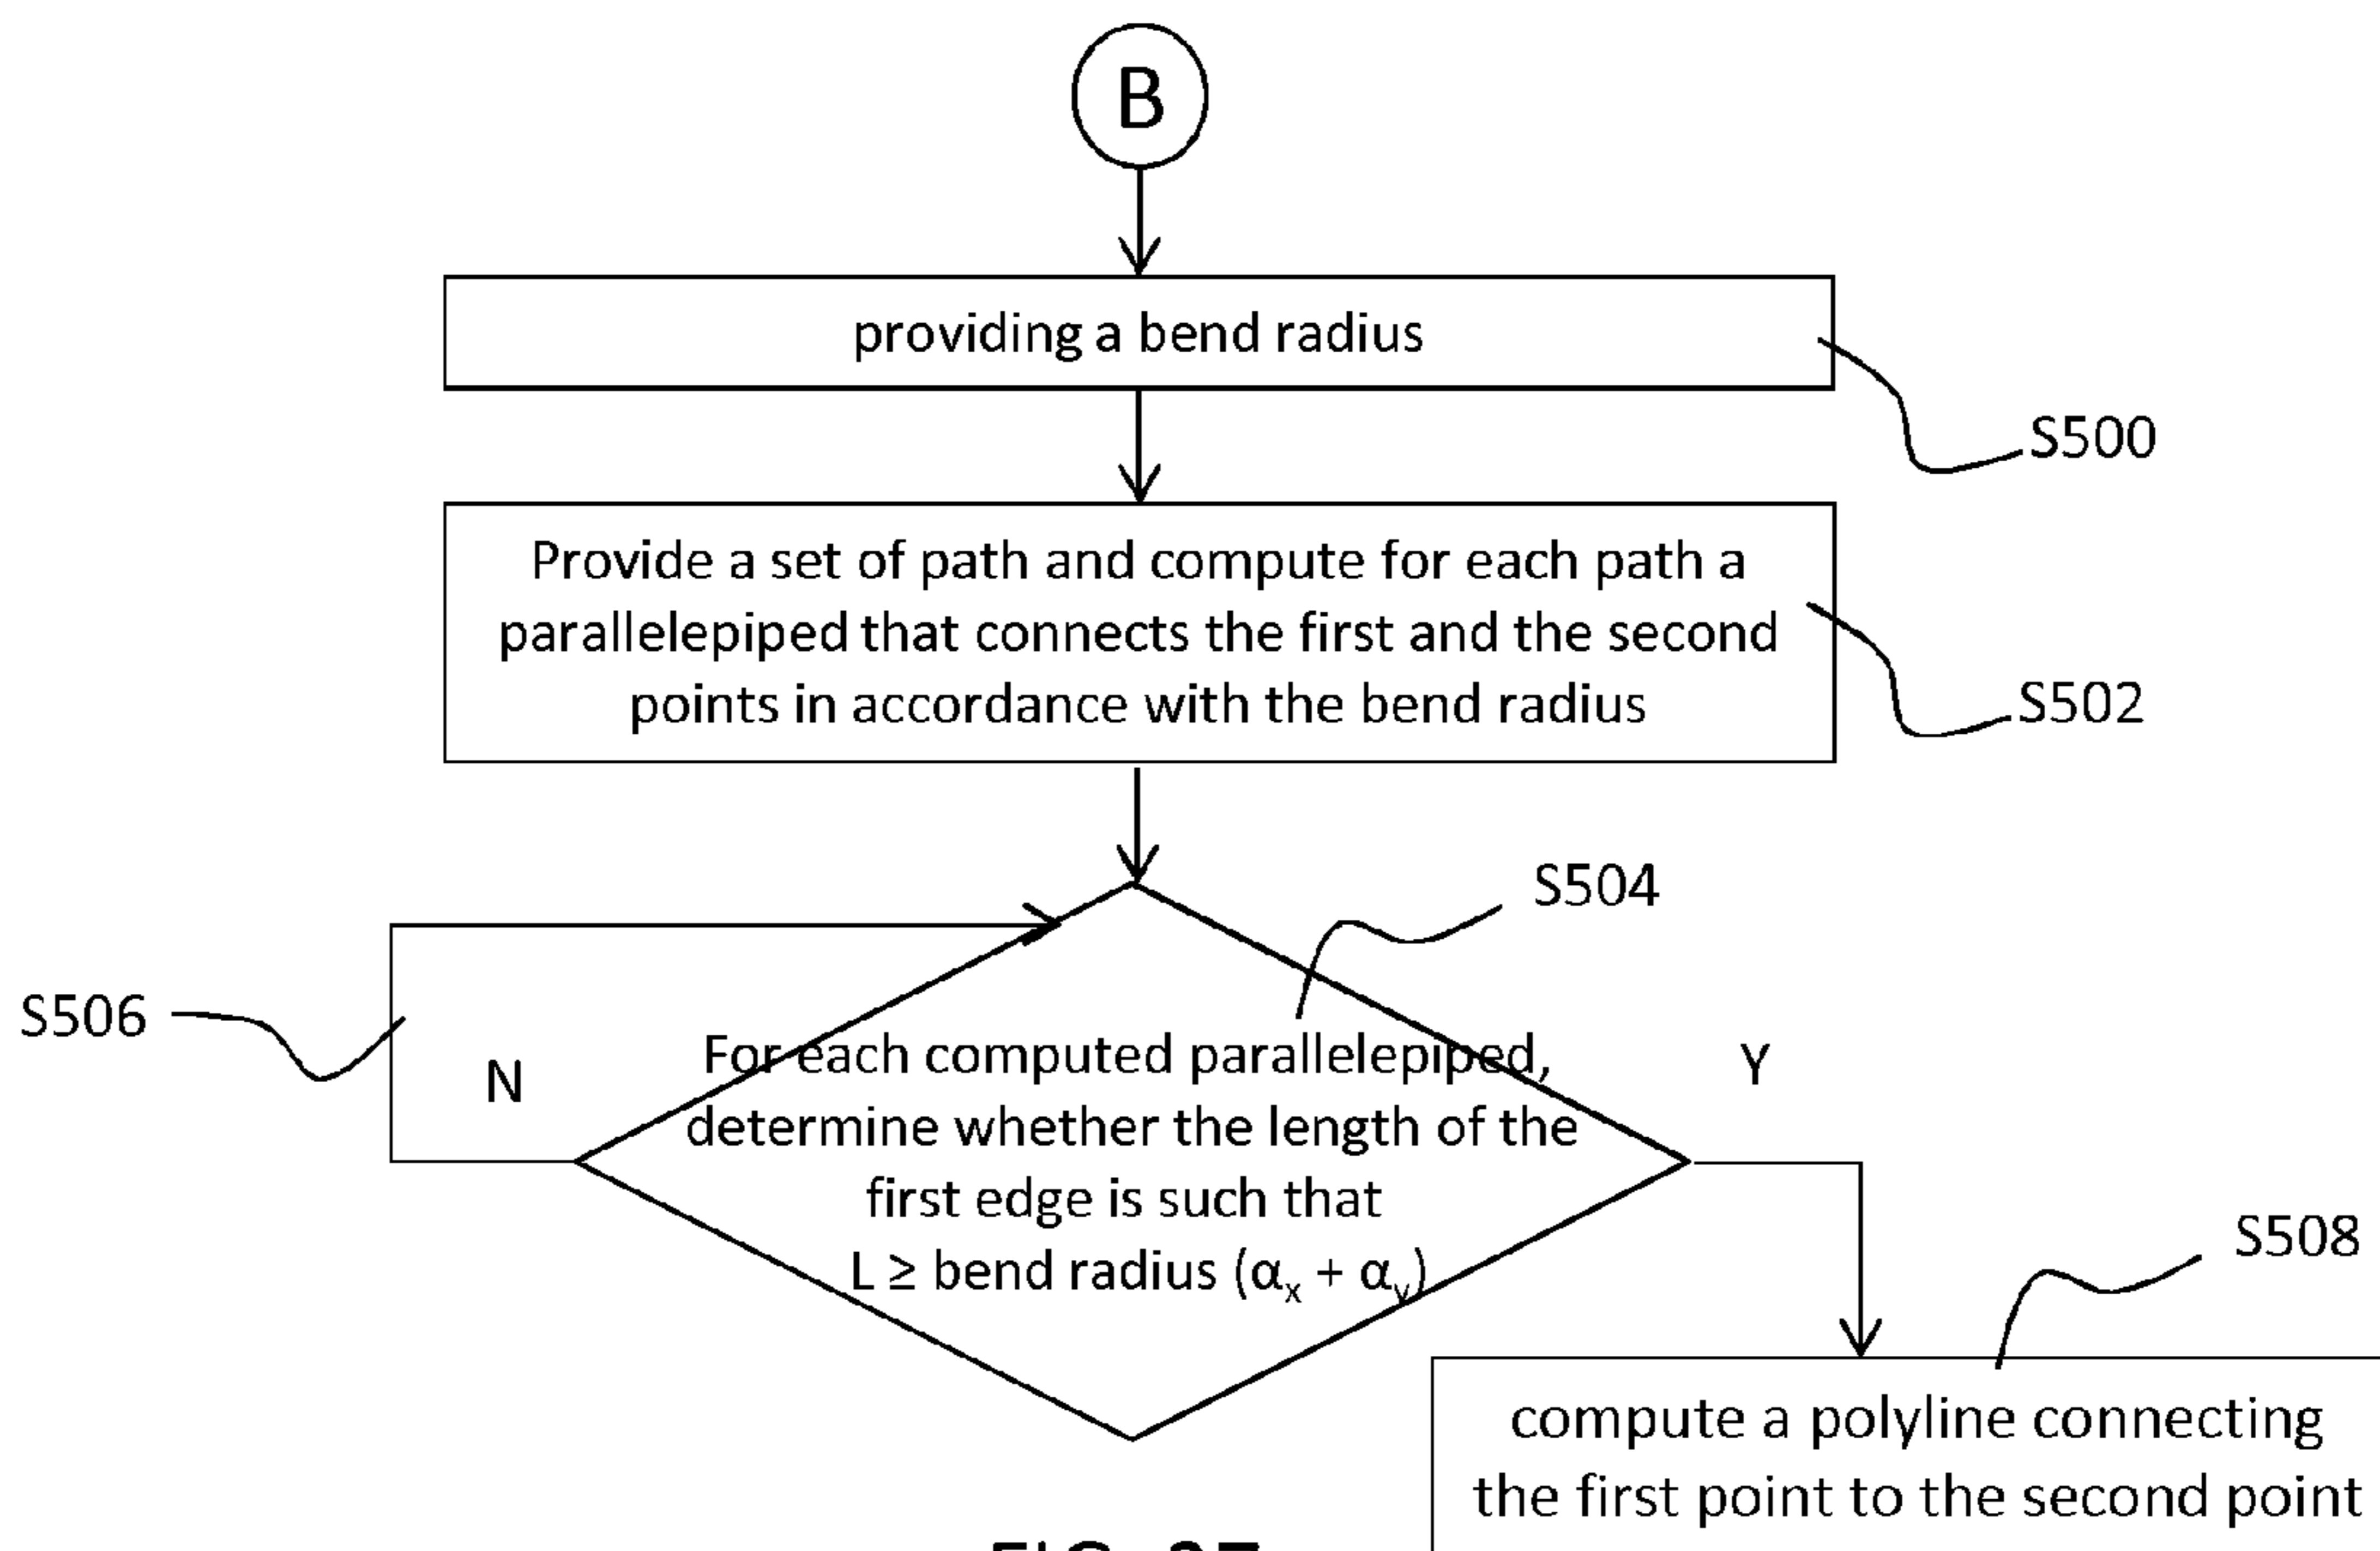 B
providing a bend radius
S500
Provide a set of path and compute for each path a
parallelepiped that connects the first and the second
points in accordance with the bend radius
S502
S504
S506
N
For each computed parallelepiped,
determine whether the length of the
first edge is such that
L ≥ bend radius (αx + αy)
Y
S508
compute a polyline connecting
the first point to the second point